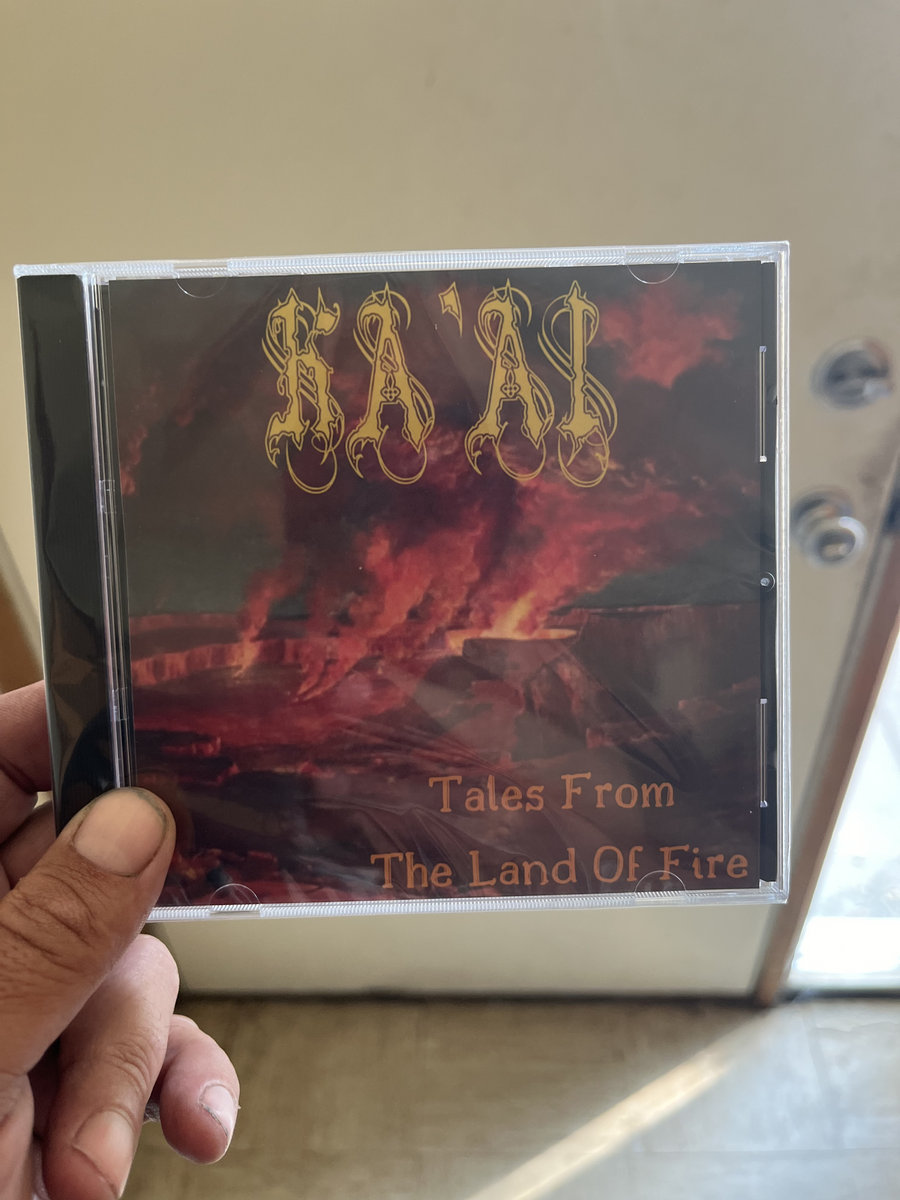 KA'AI
Tales From
The Land Of Fire